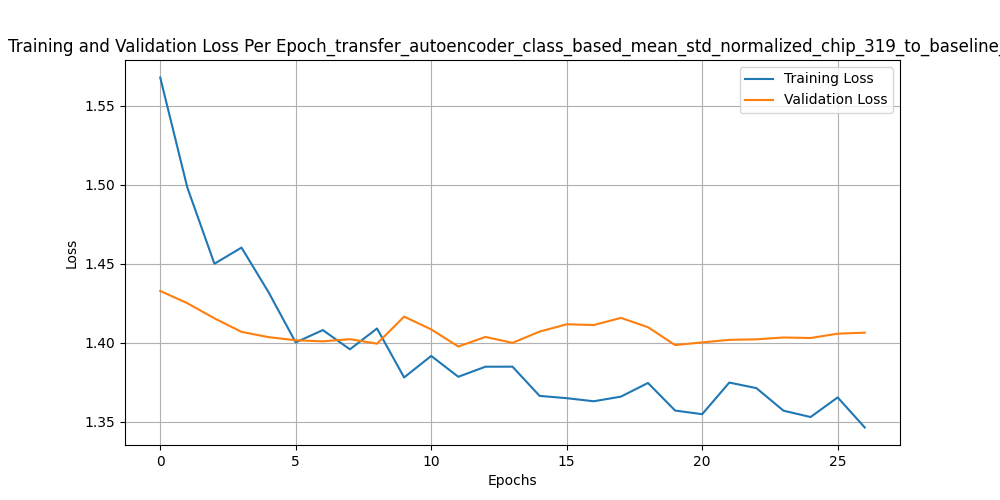 Training and Validation Loss Per Epoch_transfer_autoencoder_class_based_mean_std_normalized_chip_319_to_baseline_
Training Loss
Validation Loss
1.55
1.50
1.45
1.40
1.35
Loss
0 5 10 15 20 25
Epochs